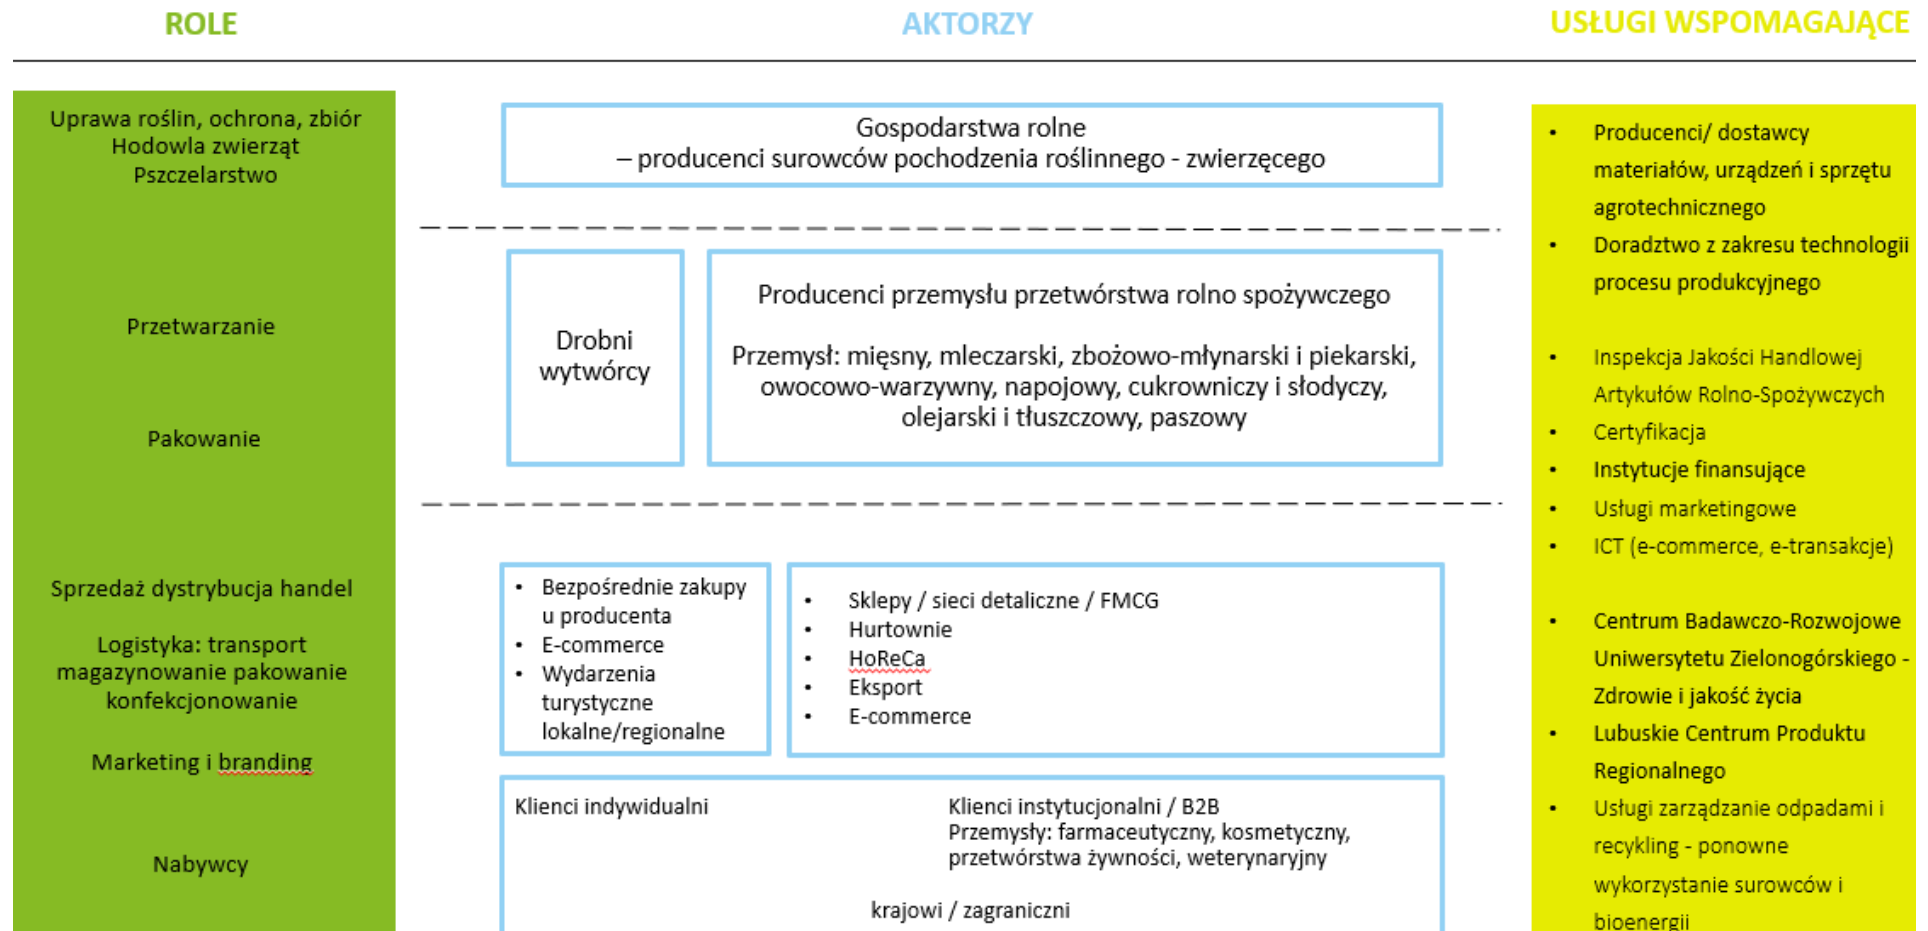 ROLE
AKTORZY
USŁUGI WSPOMAGAJĄCE
Uprawa roślin, ochrona, zbiór
Hodowla zwierząt
Pszczelarstwo
Przetwarzanie
Pakowanie
Sprzedaż dystrybucja handel
Logistyka: transport
magazynowanie pakowanie
konfekcjonowanie
Marketing i branding
Nabywcy
Gospodarstwa rolne
– producenci surowców pochodzenia roślinnego - zwierzęcego
Drobni
wytwórcy
Producenci przemysłu przetwórstwa rolno spożywczego
Przemysł: mięsny, mleczarski, zbożowo-młynarski i piekarski,
owocowo-warzywny, napojowy, cukrowniczy i słodyczy,
olejarski i tłuszczowy, paszowy
• Bezpośrednie zakupy
u producenta
• E-commerce
• Wydarzenia
turystyczne
lokalne/regionalne
• Sklepy / sieci detaliczne / FMCG
• Hurtownie
• HoReCa
• Eksport
• E-commerce
Klienci indywidualni
Klienci instytucjonalni / B2B
Przemysły: farmaceutyczny, kosmetyczny,
przetwórstwa żywności, weterynaryjny
krajowi / zagraniczni
• Producenci/ dostawcy
materiałów, urządzeń i sprzętu
agrotechnicznego
• Doradztwo z zakresu technologii
procesu produkcyjnego
• Inspekcja Jakości Handlowej
Artykułów Rolno-Spożywczych
• Certyfikacja
• Instytucje finansujące
• Usługi marketingowe
• ICT (e-commerce, e-transakcje)
• Centrum Badawczo-Rozwojowe
Uniwersytetu Zielonogórskiego -
Zdrowie i jakość życia
• Lubuskie Centrum Produktu
Regionalnego
• Usługi zarządzanie odpadami i
recykling - ponowne
wykorzystanie surowców i
bioenergii